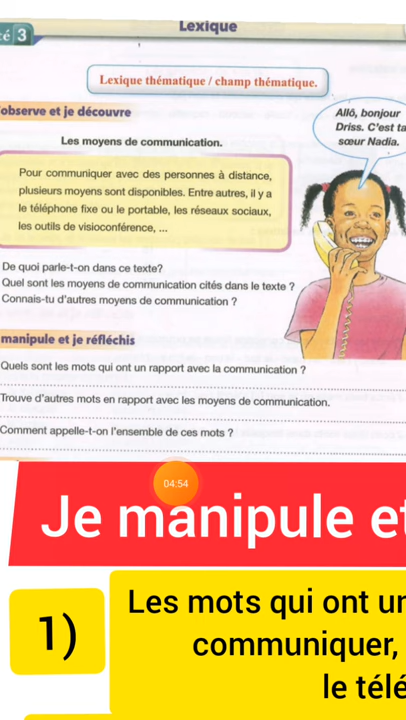 té 3
Lexique
Lexique thématique / champ thématique.
observe et je découvre
Allô, bonjour
Driss. C'est ta
sœur Nadia.
Les moyens de communication.
Pour communiquer avec des personnes à distance,
plusieurs moyens sont disponibles. Entre autres, il y a
le téléphone fixe ou le portable, les réseaux sociaux,
les outils de visioconférence, ...
De quoi parle-t-on dans ce texte?
Quel sont les moyens de communication cités dans le texte ?
Connais-tu d'autres moyens de communication ?
manipule et je réfléchis
Quels sont les mots qui ont un rapport avec la communication ?
Trouve d'autres mots en rapport avec les moyens de communication.
Comment appelle-t-on l'ensemble de ces mots ?
04:54
Je manipule et
1)
Les mots qui ont un
communiquer,
le télé